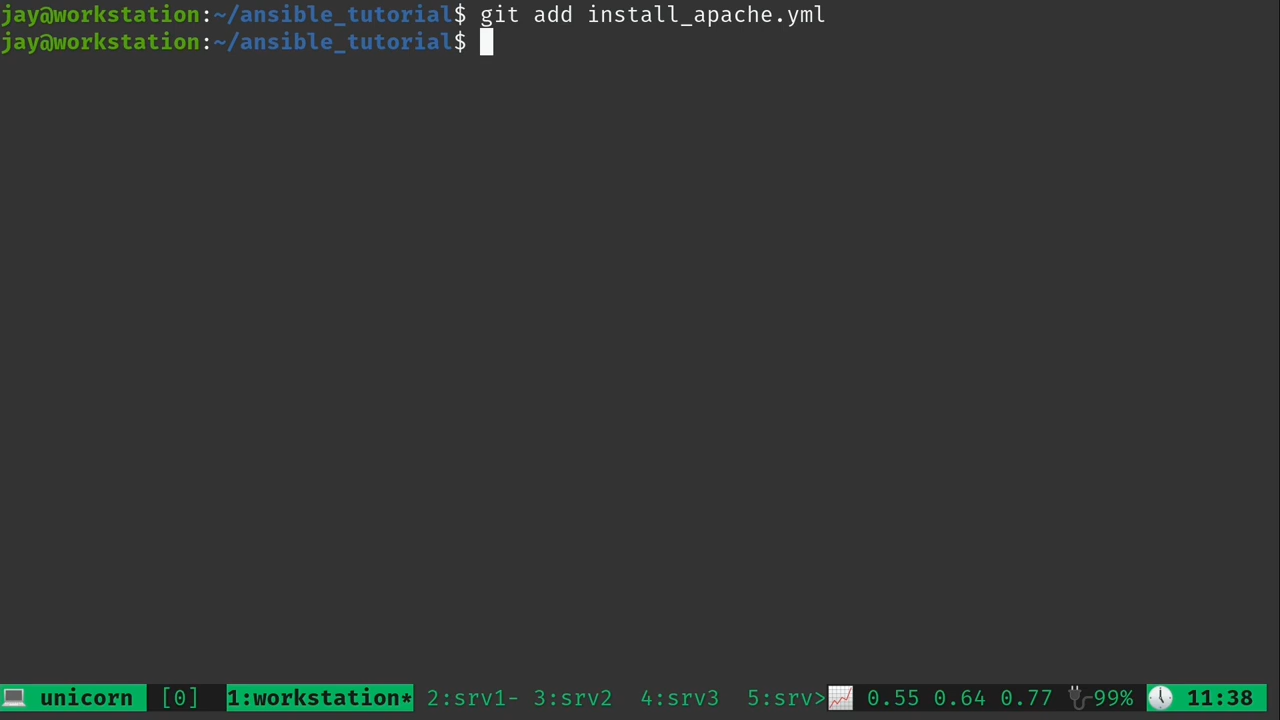 jay@workstation:~/ansible_tutorial$ git add install_apache.yml
jay@workstation:~/ansible_tutorial$
unicorn [0] 1:workstation* 2:srv1- 3:srv2 4:srv3 5:srv> 0.55 0.64 0.77 99% 11:38